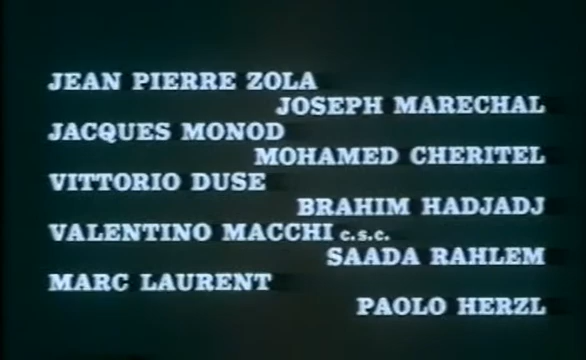 JEAN PIERRE ZOLA
JOSEPH MARECHAL
JACQUES MONOD
MOHAMED CHERITEL
VITTORIO DUSE
BRAHIM HADJADJ
VALENTINO MACCHI c.s.c.
SAADA RAHLEM
MARC LAURENT
PAOLO HERZL